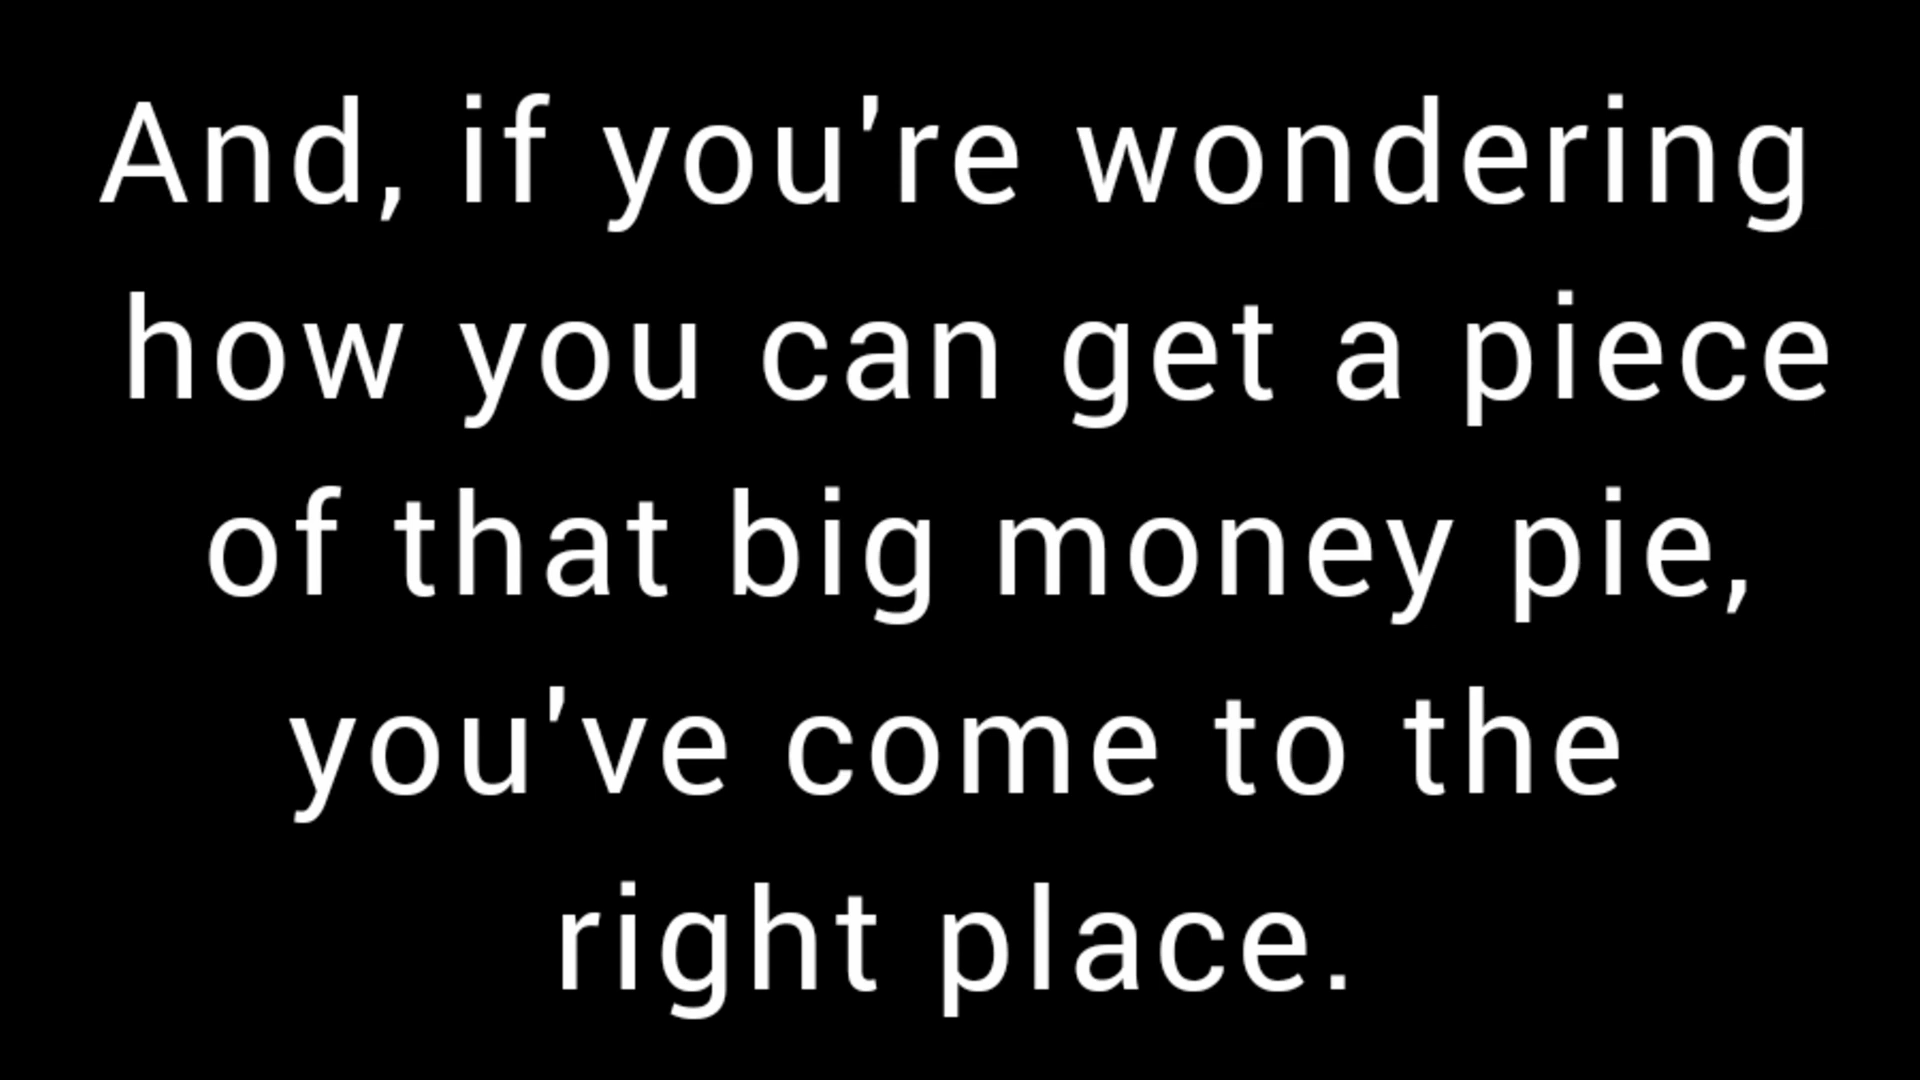 And, if you're wondering
how you can get a piece
of that big money pie,
you've come to the
right place.